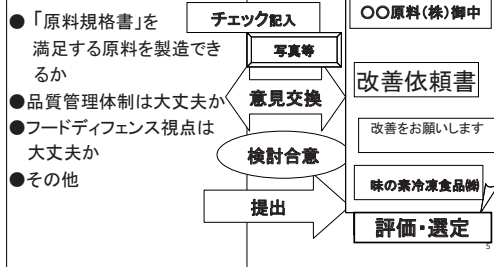 ●「原料規格書」を
満足する原料を製造でき
るか
●品質管理体制は大丈夫か
●フードディフェンス視点は
大丈夫か
●その他
チェック記入
写真等
意見交換
検討合意
提出
〇〇原料(株)御中
改善依頼書
改善をお願いします
味の素冷凍食品㈱
評価・選定
5